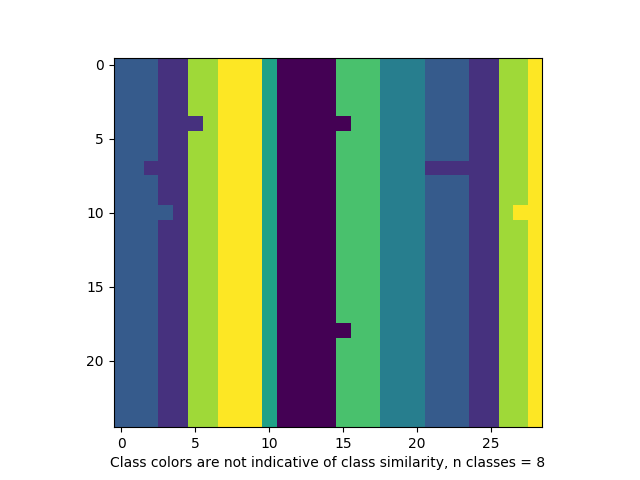 0
5
10
15
20
0 5 10 15 20 25
Class colors are not indicative of class similarity, n classes = 8